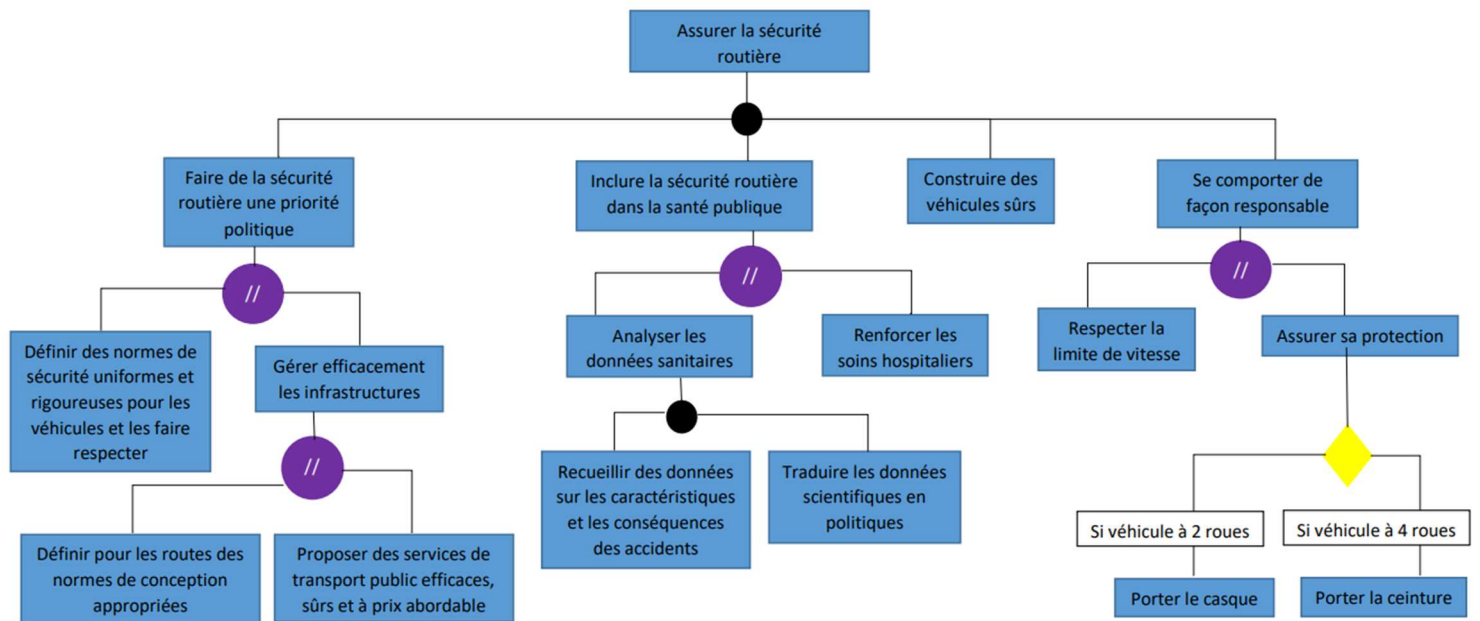 Assurer la sécurité
routière
Faire de la sécurité
routière une priorité
politique
Inclure la sécurité routière
dans la santé publique
Construire des
véhicules sûrs
Se comporter de
façon responsable
//
//
//
Définir des normes de
sécurité uniformes et
rigoureuses pour les
véhicules et les faire
respecter
Gérer efficacement
les infrastructures
Analyser les
données sanitaires
Renforcer les
soins hospitaliers
Respecter la
limite de vitesse
Assurer sa protection
//
Définir pour les routes des
normes de conception
appropriées
Proposer des services de
transport public efficaces,
sûrs et à prix abordable
Recueillir des données
sur les caractéristiques
et les conséquences
des accidents
Traduire les données
scientifiques en
politiques
Si véhicule à 2 roues
Si véhicule à 4 roues
Porter le casque
Porter la ceinture